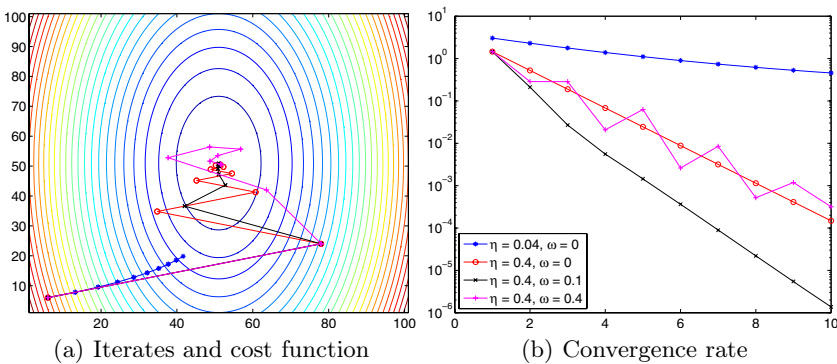 100
90
80
70
60
50
40
30
20
10
20 40 60 80 100
(a) Iterates and cost function
10^1
10^0
10^-1
10^-2
10^-3
10^-4
10^-5
10^-6
η = 0.04, ω = 0
η = 0.4, ω = 0
η = 0.4, ω = 0.1
η = 0.4, ω = 0.4
0 2 4 6 8 10
(b) Convergence rate